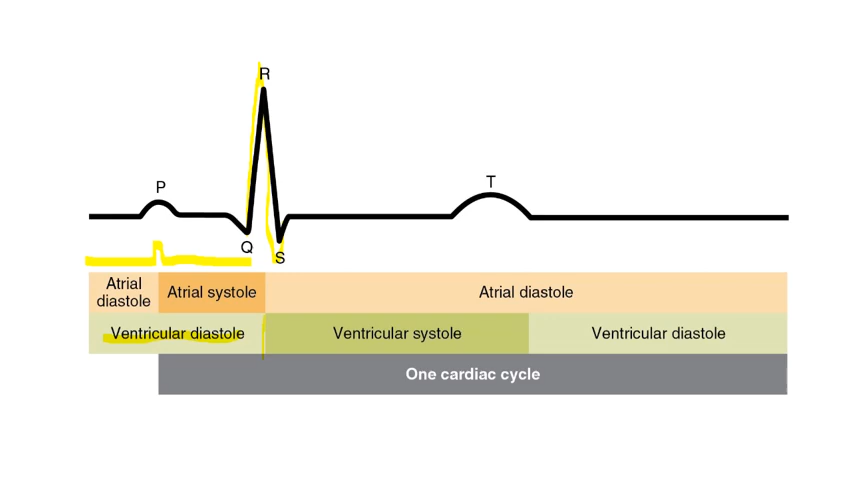 R
P
T
Q
S
Atrial
diastole
Atrial systole
Atrial diastole
Ventricular diastole
Ventricular systole
Ventricular diastole
One cardiac cycle